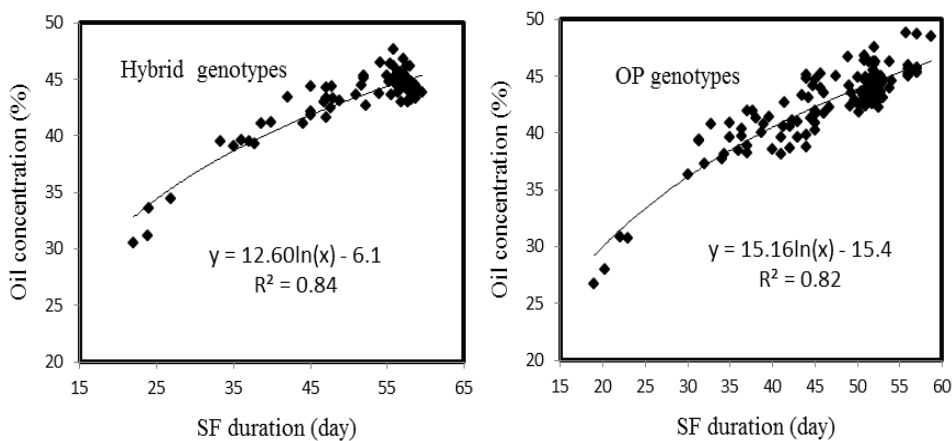 50
45
40
35
30
25
20
Oil concentration (%)
Hybrid genotypes
y = 12.60ln(x) - 6.1
R² = 0.84
15 25 35 45 55 65
SF duration (day)
50
45
40
35
30
25
20
Oil concentration (%)
OP genotypes
y = 15.16ln(x) - 15.4
R² = 0.82
15 20 25 30 35 40 45 50 55 60
SF duration (day)